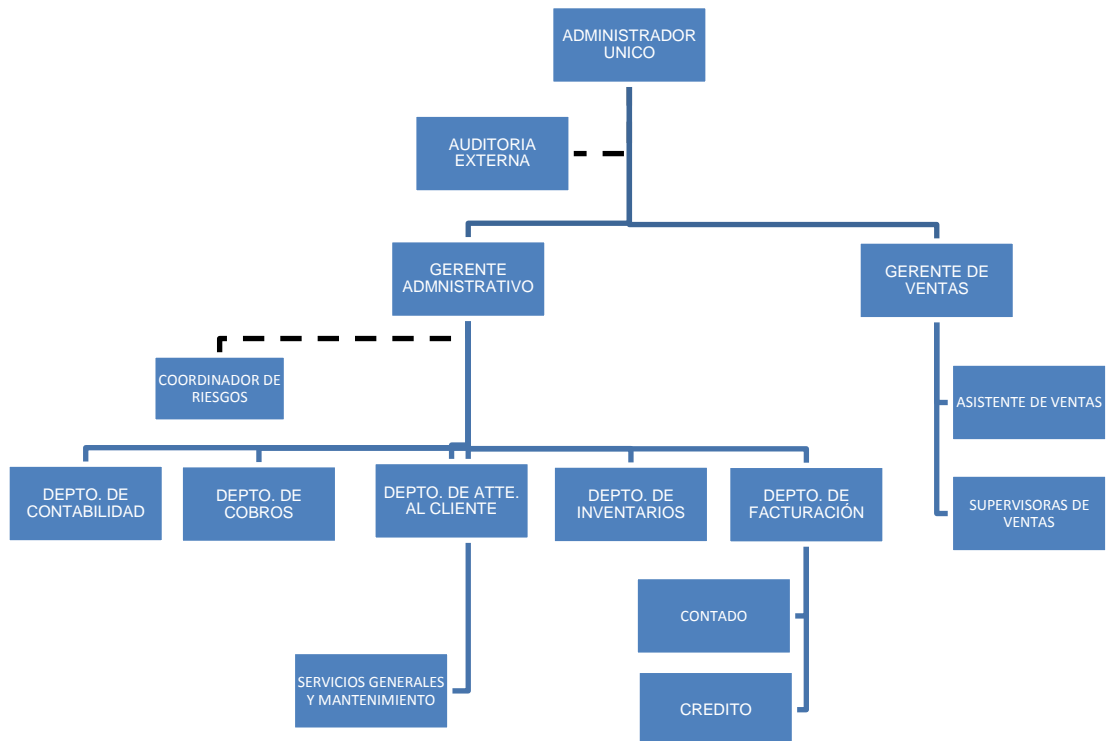 ADMINISTRADOR
UNICO
AUDITORIA
EXTERNA
GERENTE
ADMNISTRATIVO
GERENTE DE
VENTAS
COORDINADOR DE
RIESGOS
ASISTENTE DE VENTAS
DEPTO. DE
CONTABILIDAD
DEPTO. DE
COBROS
DEPTO. DE ATTE.
AL CLIENTE
DEPTO. DE
INVENTARIOS
DEPTO. DE
FACTURACIÓN
SUPERVISORAS DE
VENTAS
CONTADO
SERVICIOS GENERALES
Y MANTENIMIENTO
CREDITO